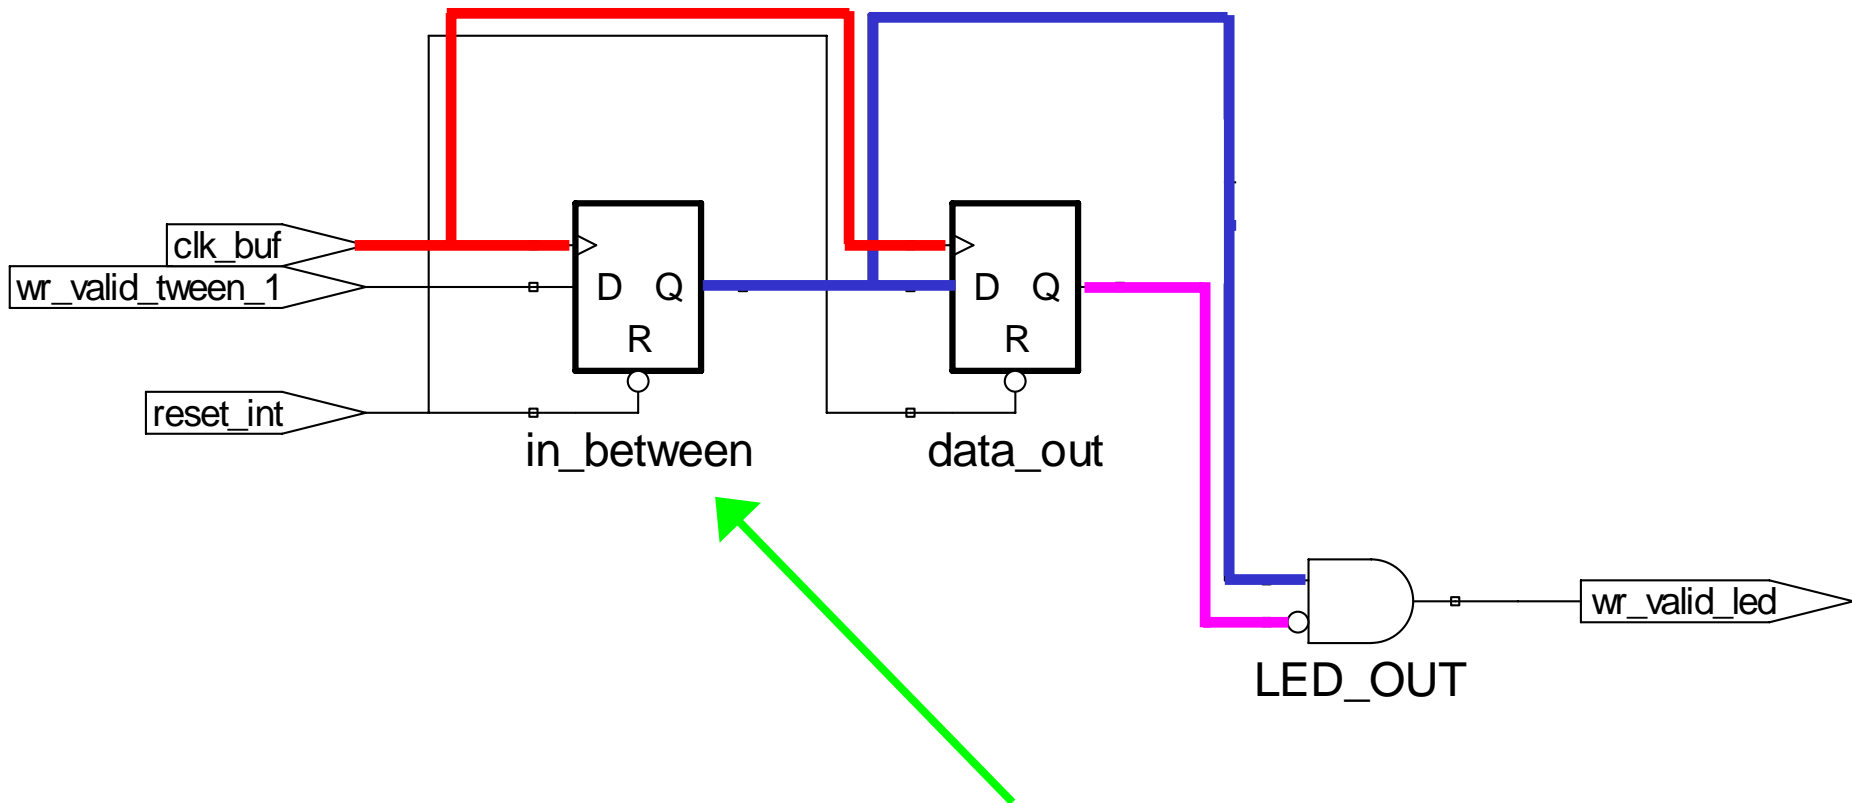 clk_buf
wr_valid_tween_1
D Q
R
D Q
R
reset_int
in_between
data_out
wr_valid_led
LED_OUT